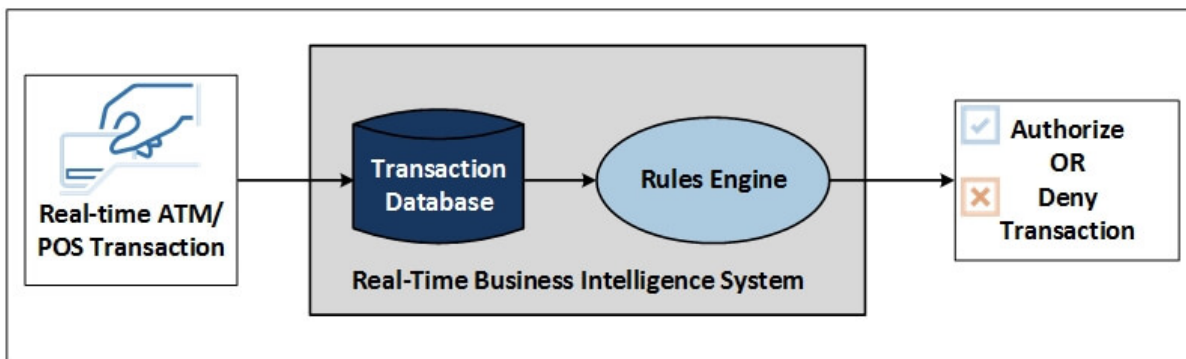 Real-time ATM/
POS Transaction
Transaction
Database
Rules Engine
Real-Time Business Intelligence System
Authorize
OR
Deny
Transaction